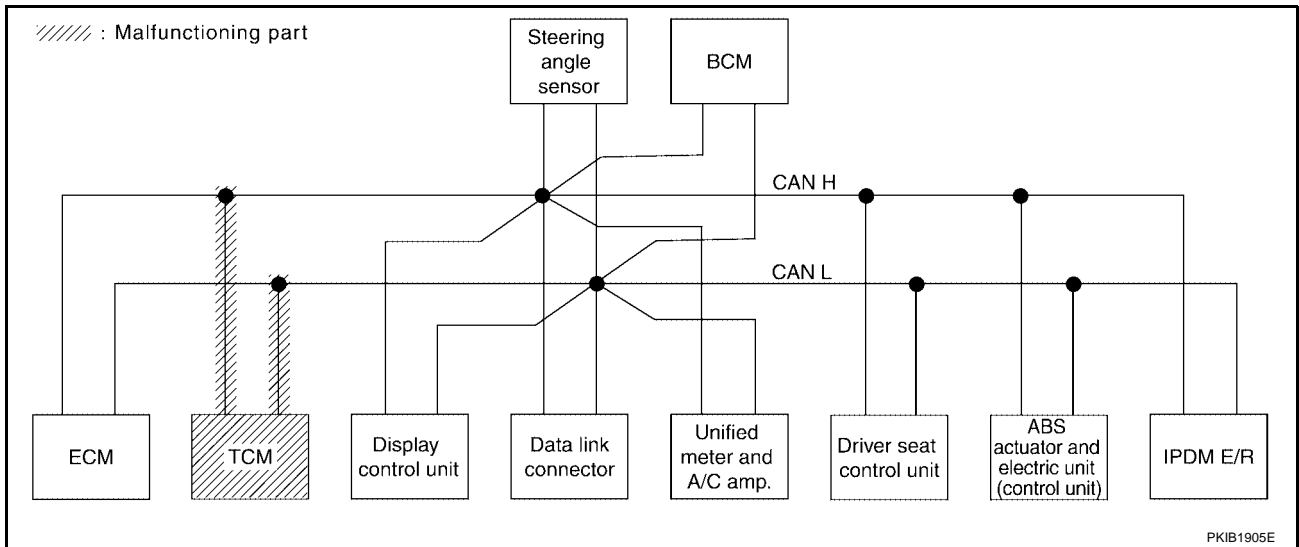 : Malfunctioning part
Steering
angle
sensor
BCM
CAN H
CAN L
ECM
TCM
Display
control unit
Data link
connector
Unified
meter and
A/C amp.
Driver seat
control unit
ABS
actuator and
electric unit
(control unit)
IPDM E/R
PKIB1905E